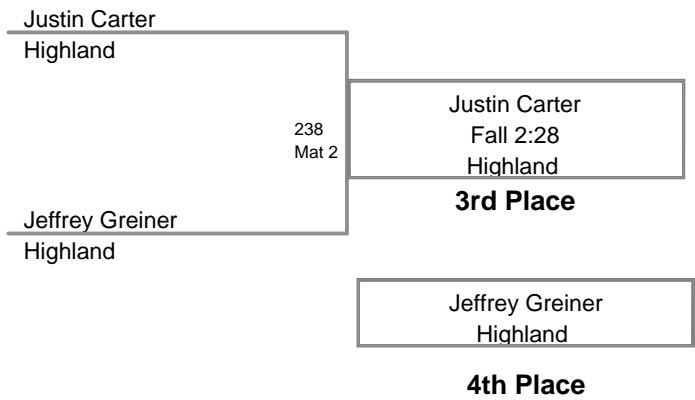 Justin Carter
Highland
238
Mat 2
Justin Carter
Fall 2:28
Highland
3rd Place
Jeffrey Greiner
Highland
Jeffrey Greiner
Highland
4th Place